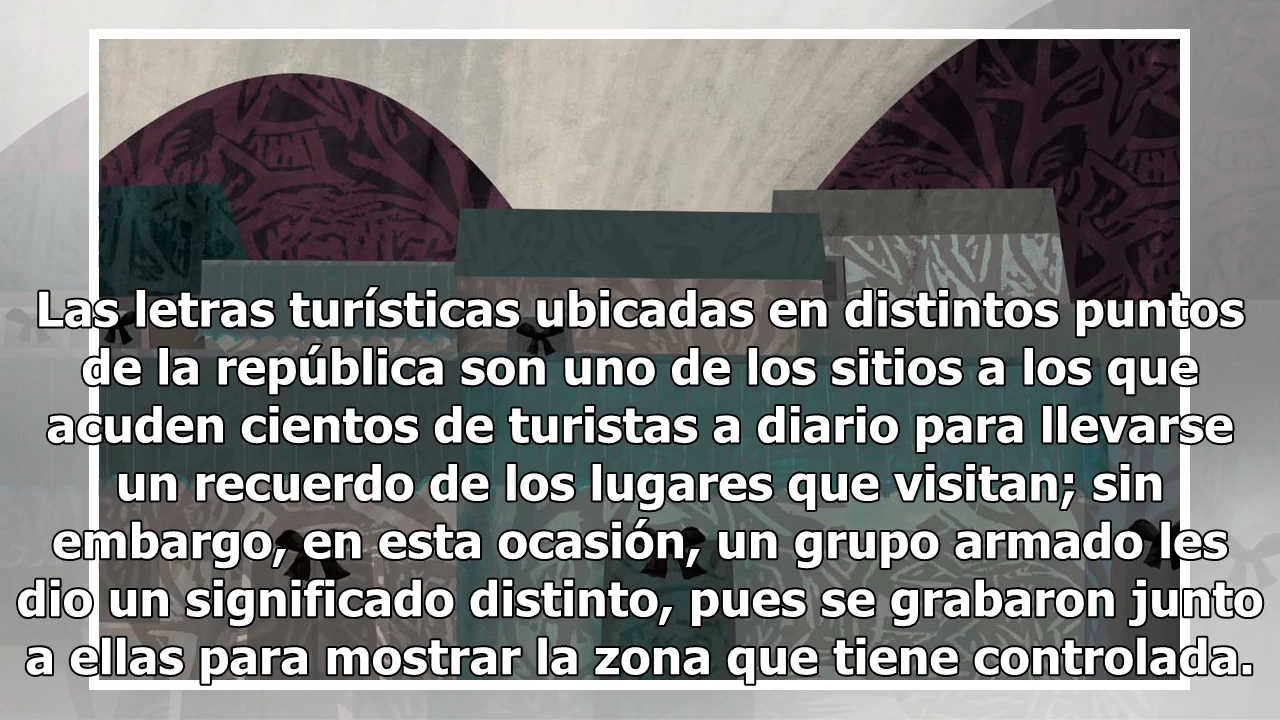 Las letras turísticas ubicadas en distintos puntos
de la república son uno de los sitios a los que
acuden cientos de turistas a diario para llevarse
un recuerdo de los lugares que visitan; sin
embargo, en esta ocasión, un grupo armado les
dio un significado distinto, pues se grabaron junto
a ellas para mostrar la zona que tiene controlada.